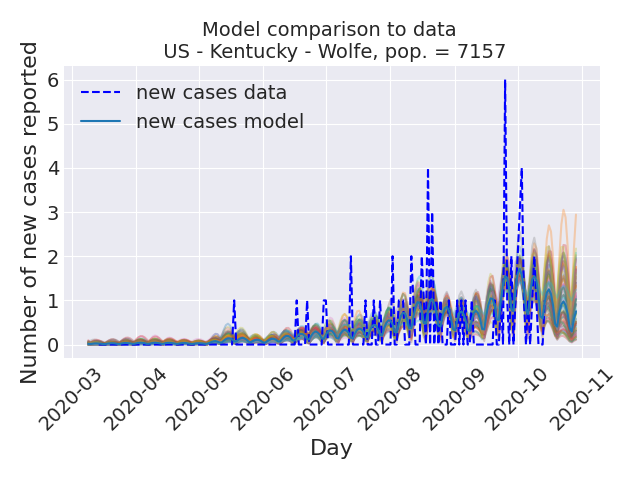 Model comparison to data
US - Kentucky - Wolfe, pop. = 7157
Number of new cases reported
6
5
4
3
2
1
0
new cases data
new cases model
2020-03
2020-04
2020-05
2020-06
2020-07
2020-08
2020-09
2020-10
2020-11
Day